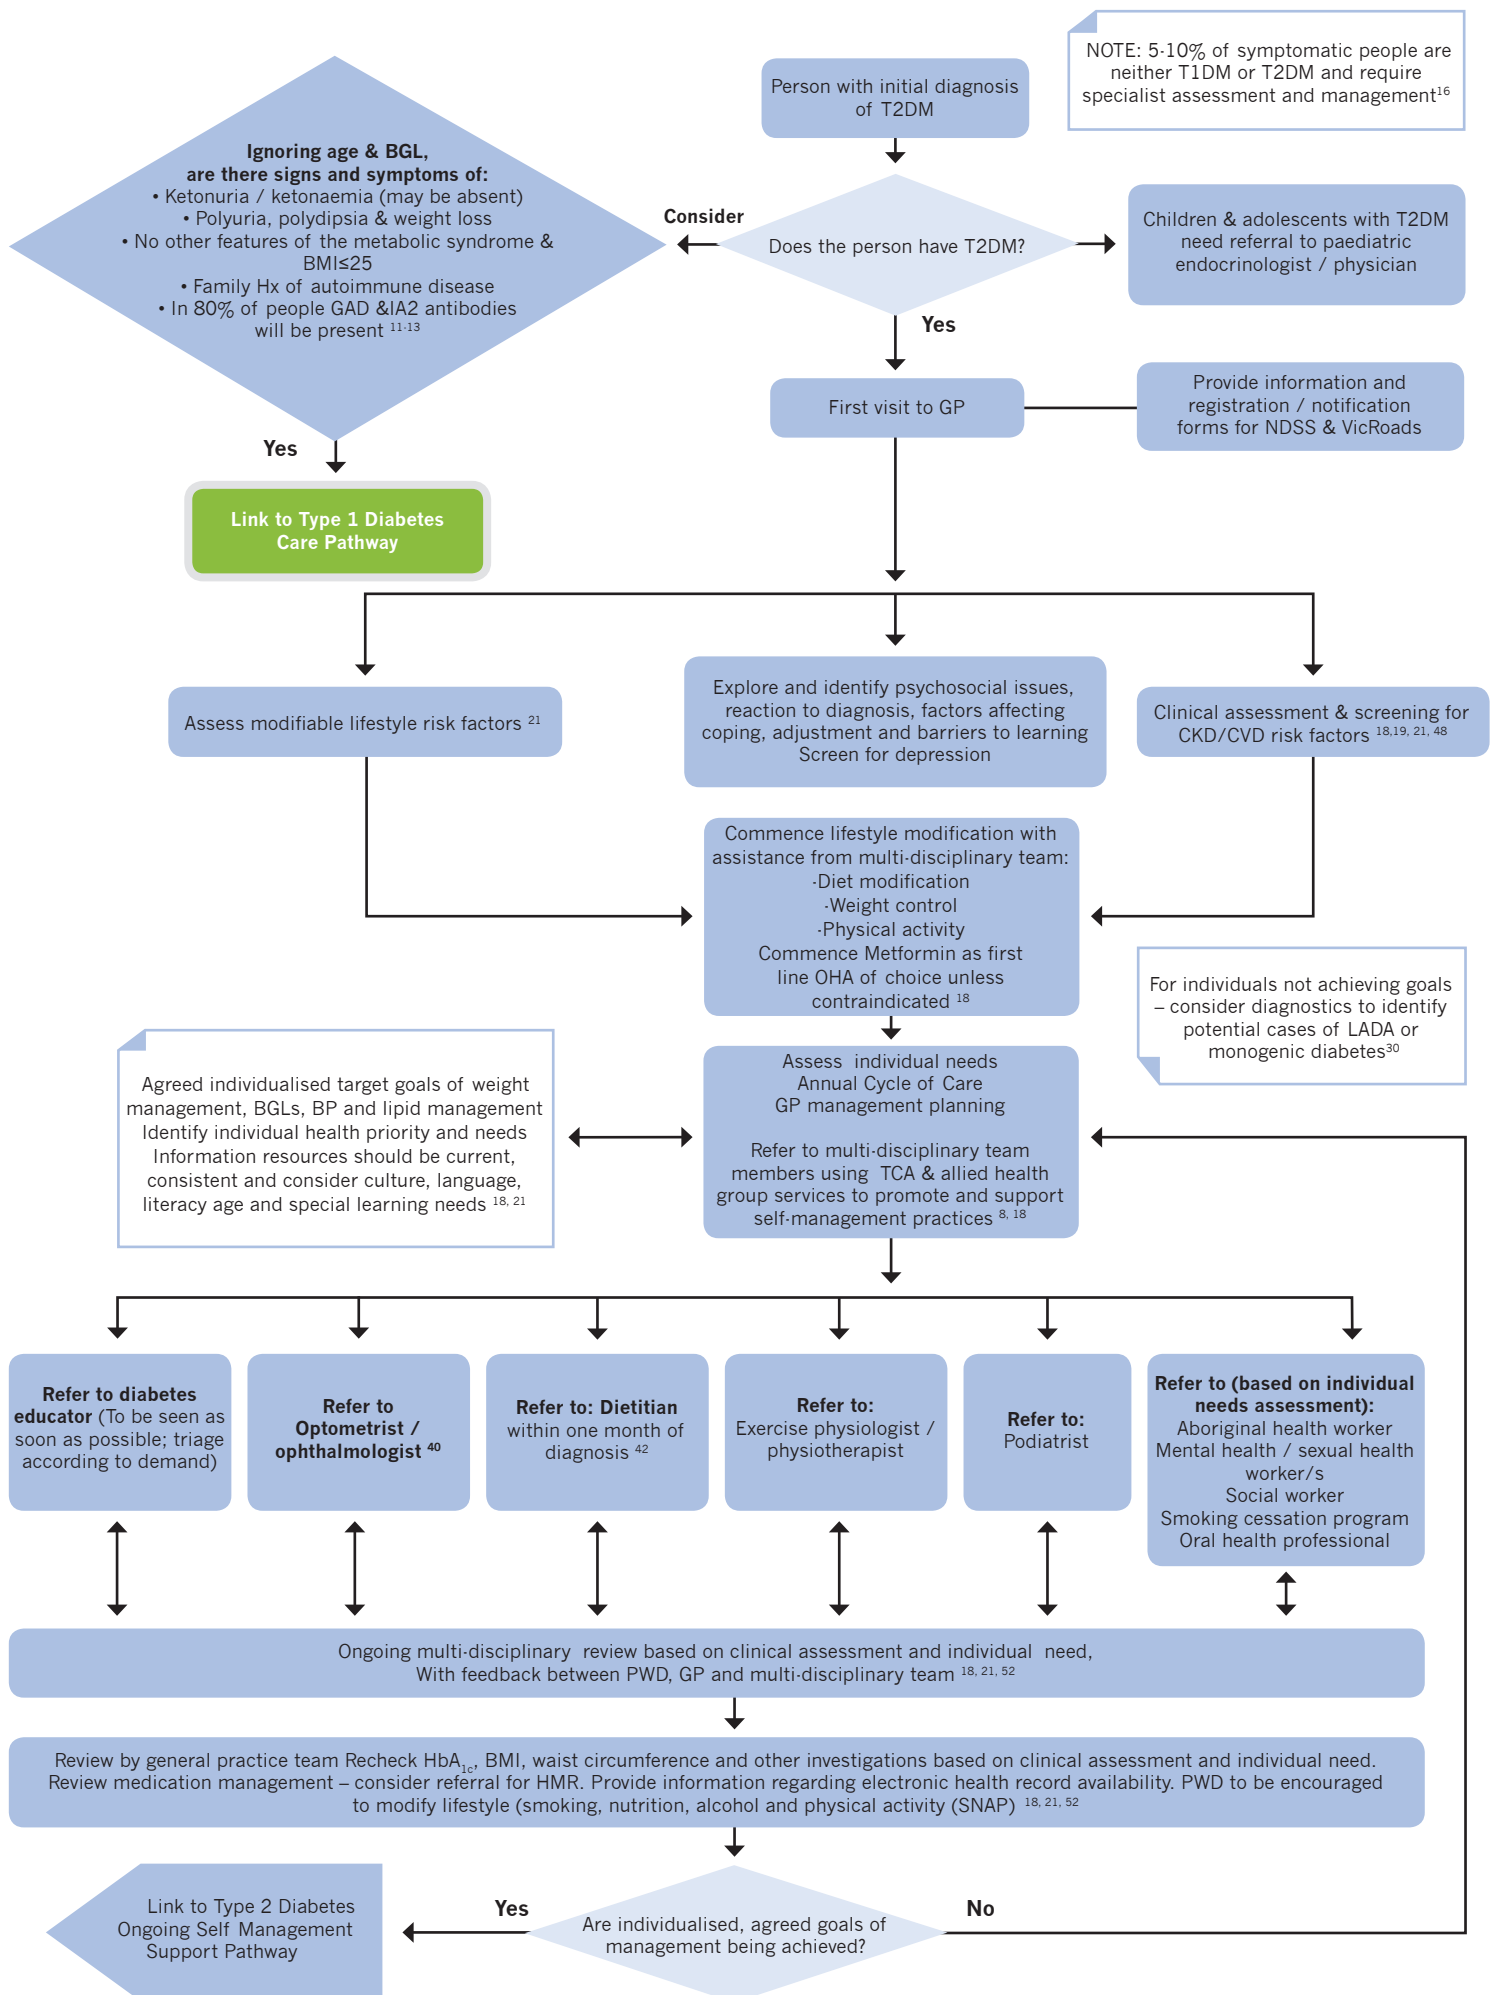 NOTE: 5-10% of symptomatic people are
neither T1DM or T2DM and require
specialist assessment and management16
Person with initial diagnosis
of T2DM
Ignoring age & BGL,
are there signs and symptoms of:
• Ketonuria / ketonaemia (may be absent)
• Polyuria, polydipsia & weight loss
• No other features of the metabolic syndrome &
BMI≤25
• Family Hx of autoimmune disease
• In 80% of people GAD &IA2 antibodies
will be present 11-13
Consider
Does the person have T2DM?
Children & adolescents with T2DM
need referral to paediatric
endocrinologist / physician
Yes
First visit to GP
Provide information and
registration / notification
forms for NDSS & VicRoads
Yes
Link to Type 1 Diabetes
Care Pathway
Assess modifiable lifestyle risk factors 21
Explore and identify psychosocial issues,
reaction to diagnosis, factors affecting
coping, adjustment and barriers to learning
Screen for depression
Clinical assessment & screening for
CKD/CVD risk factors 18,19, 21, 48
Commence lifestyle modification with
assistance from multi-disciplinary team:
-Diet modification
-Weight control
-Physical activity
Commence Metformin as first
line OHA of choice unless
contraindicated 18
For individuals not achieving goals
– consider diagnostics to identify
potential cases of LADA or
monogenic diabetes30
Agreed individualised target goals of weight
management, BGLs, BP and lipid management
Identify individual health priority and needs
Information resources should be current,
consistent and consider culture, language,
literacy age and special learning needs 18, 21
Assess individual needs
Annual Cycle of Care
GP management planning
Refer to multi-disciplinary team
members using TCA & allied health
group services to promote and support
self-management practices 8, 18
Refer to diabetes
educator (To be seen as
soon as possible; triage
according to demand)
Refer to
Optometrist /
ophthalmologist 40
Refer to: Dietitian
within one month of
diagnosis 42
Refer to:
Exercise physiologist /
physiotherapist
Refer to:
Podiatrist
Refer to (based on individual
needs assessment):
Aboriginal health worker
Mental health / sexual health
worker/s
Social worker
Smoking cessation program
Oral health professional
Ongoing multi-disciplinary review based on clinical assessment and individual need,
With feedback between PWD, GP and multi-disciplinary team 18, 21, 52
Review by general practice team Recheck HbA1c, BMI, waist circumference and other investigations based on clinical assessment and individual need.
Review medication management – consider referral for HMR. Provide information regarding electronic health record availability. PWD to be encouraged
to modify lifestyle (smoking, nutrition, alcohol and physical activity (SNAP) 18, 21, 52
Link to Type 2 Diabetes
Ongoing Self Management
Support Pathway
Yes
Are individualised, agreed goals of
management being achieved?
No